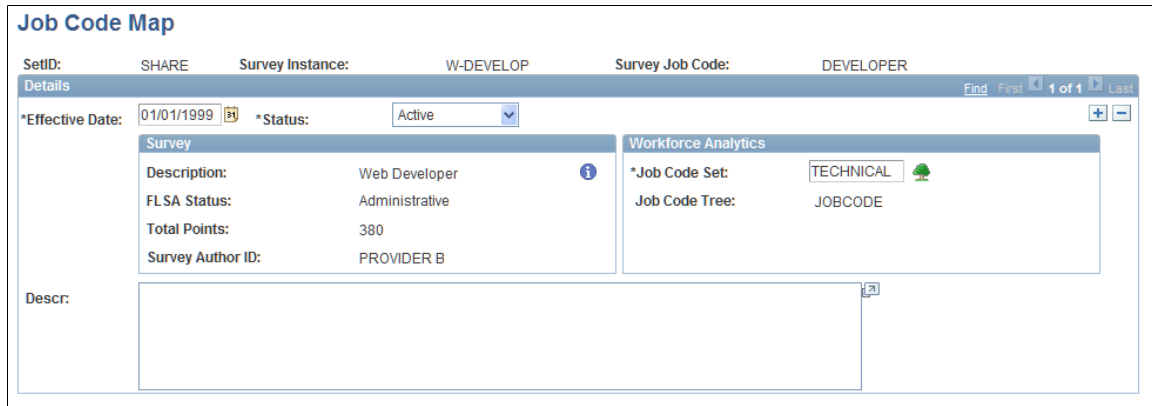 Job Code Map
SetID: SHARE Survey Instance: W-DEVELOP Survey Job Code: DEVELOPER
Details Find First 1 of 1 Last
*Effective Date: 01/01/1999 31 *Status: Active
Survey
Description: Web Developer
FLSA Status: Administrative
Total Points: 380
Survey Author ID: PROVIDER B
Workforce Analytics
*Job Code Set: TECHNICAL
Job Code Tree: JOBCODE
Descr: